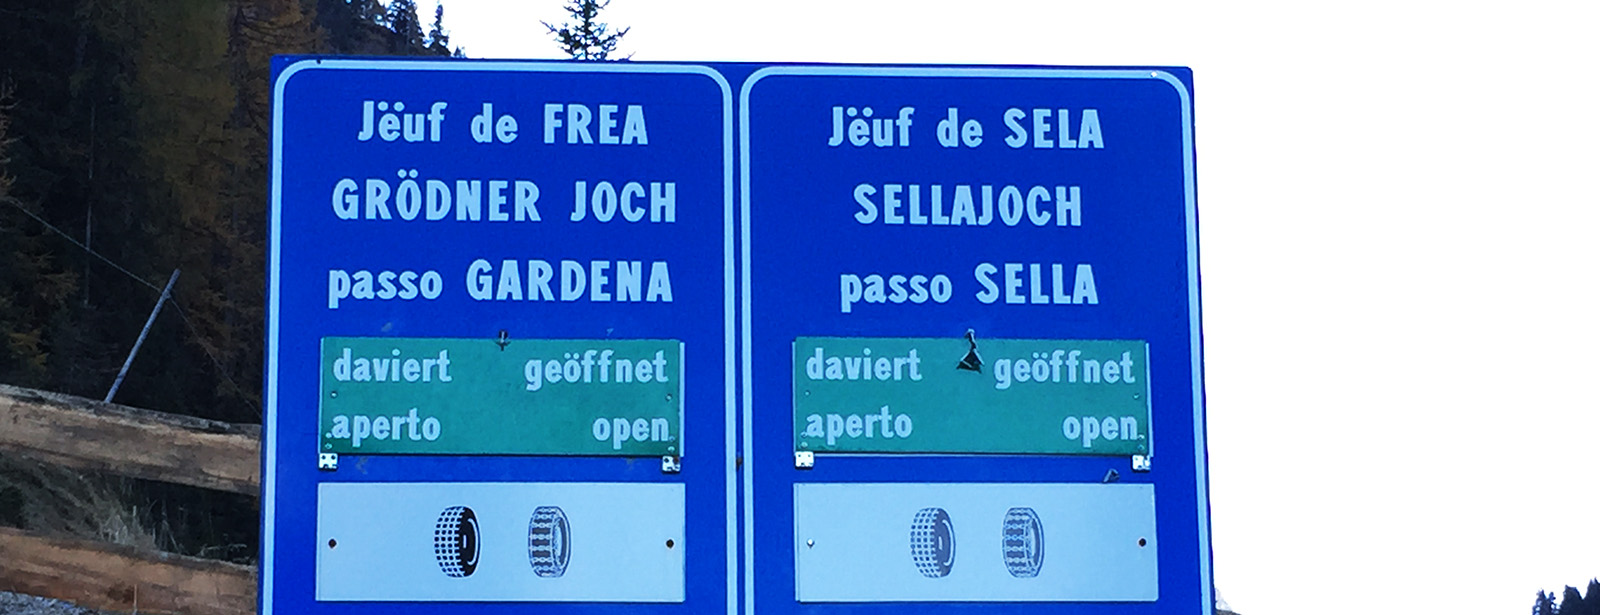 Jëuf de FREA
GRÖDNER JOCH
passo GARDENA
daviert geöffnet
aperto open
Jëuf de SELA
SELLAJOCH
passo SELLA
daviert geöffnet
aperto open